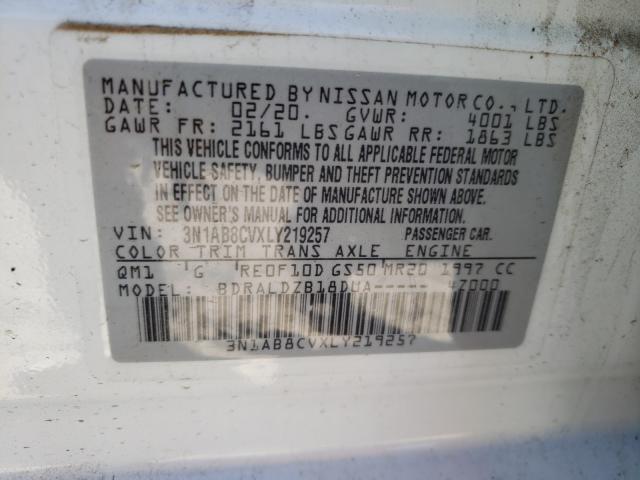 MANUFACTURED BY NISSAN MOTOR CO., LTD.
DATE: 02/20. GVWR: 4001 LBS
GAWR FR: 2161 LBS GAWR RR: 1863 LBS
THIS VEHICLE CONFORMS TO ALL APPLICABLE FEDERAL MOTOR
VEHICLE SAFETY, BUMPER AND THEFT PREVENTION STANDARDS
IN EFFECT ON THE DATE OF MANUFACTURE SHOWN ABOVE.
SEE OWNER'S MANUAL FOR ADDITIONAL INFORMATION.
VIN: 3N1AB8CVXLY219257 PASSENGER CAR.
COLOR TRIM TRANS AXLE ENGINE
QM1 G RE0F10D GS50 MR20 1997 CC
MODEL: BDRALDZB18DUA----- 4Z000
3N1AB8CVXLY219257